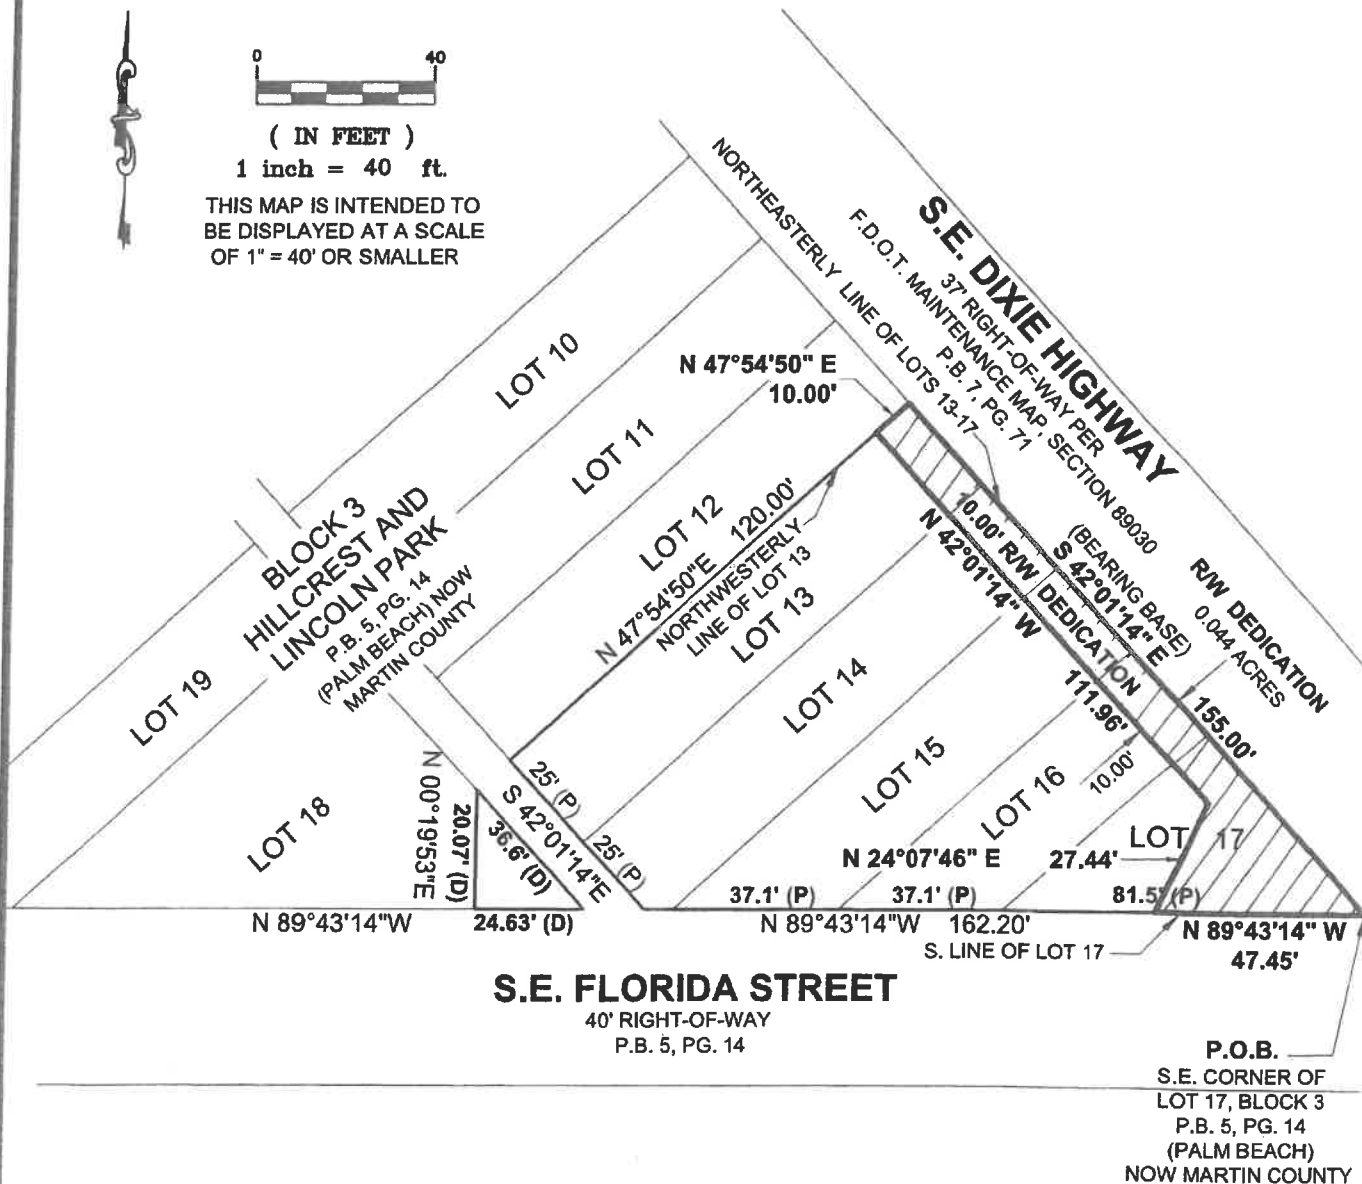 0 40
( IN FEET )
1 inch = 40 ft.
THIS MAP IS INTENDED TO
BE DISPLAYED AT A SCALE
OF 1" = 40' OR SMALLER
S.E. DIXIE HIGHWAY
37' RIGHT-OF-WAY PER
F.D.O.T. MAINTENANCE MAP, SECTION 89030
P.B. 7, PG. 71
NORTHEASTERLY LINE OF LOTS 13-17
N 47°54'50" E
10.00'
LOT 10
LOT 11
LOT 12
N 47°54'50"E 120.00'
NORTHWESTERLY
LINE OF LOT 13
LOT 13
LOT 14
LOT 15
LOT 16
LOT 17
10.00' R/W DEDICATION
N 42°01'14" W
111.96'
10.00'
(BEARING BASE)
S 42°01'14" E
155.00'
R/W DEDICATION
0.044 ACRES
BLOCK 3
HILLCREST AND
LINCOLN PARK
P.B. 5, PG. 14
(PALM BEACH) NOW
MARTIN COUNTY
LOT 19
LOT 18
N 00°19'53"E
20.07' (D)
36.6' (D)
S 42°01'14"E
25' (P)
25' (P)
N 24°07'46" E
27.44'
37.1' (P)
37.1' (P)
81.5' (P)
N 89°43'14"W
24.63' (D)
N 89°43'14"W 162.20'
S. LINE OF LOT 17
N 89°43'14" W
47.45'
S.E. FLORIDA STREET
40' RIGHT-OF-WAY
P.B. 5, PG. 14
P.O.B.
S.E. CORNER OF
LOT 17, BLOCK 3
P.B. 5, PG. 14
(PALM BEACH)
NOW MARTIN COUNTY